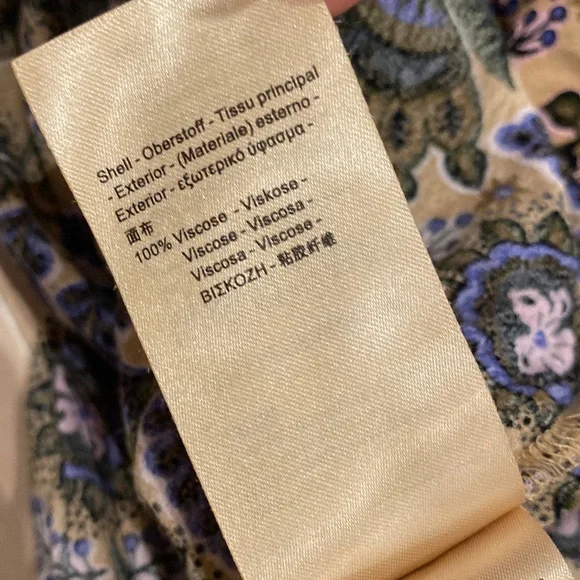 Shell - Oberstoff - Tissu principal
- Exterior - (Materiale) esterno -
Exterior - εξωτερικό ύφασμα -
面布
100% Viscose - Viskose -
Viscose - Viscosa -
Viscosa - Viscose -
ΒΙΣΚΟΖΗ - 粘胶纤维